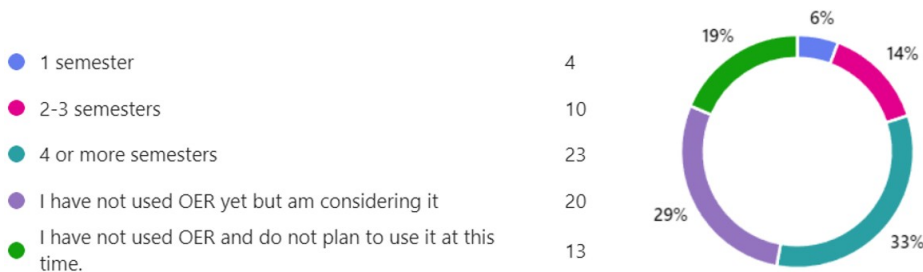 1 semester 4
2-3 semesters 10
4 or more semesters 23
I have not used OER yet but am considering it 20
I have not used OER and do not plan to use it at this
time. 13
6%
14%
33%
29%
19%